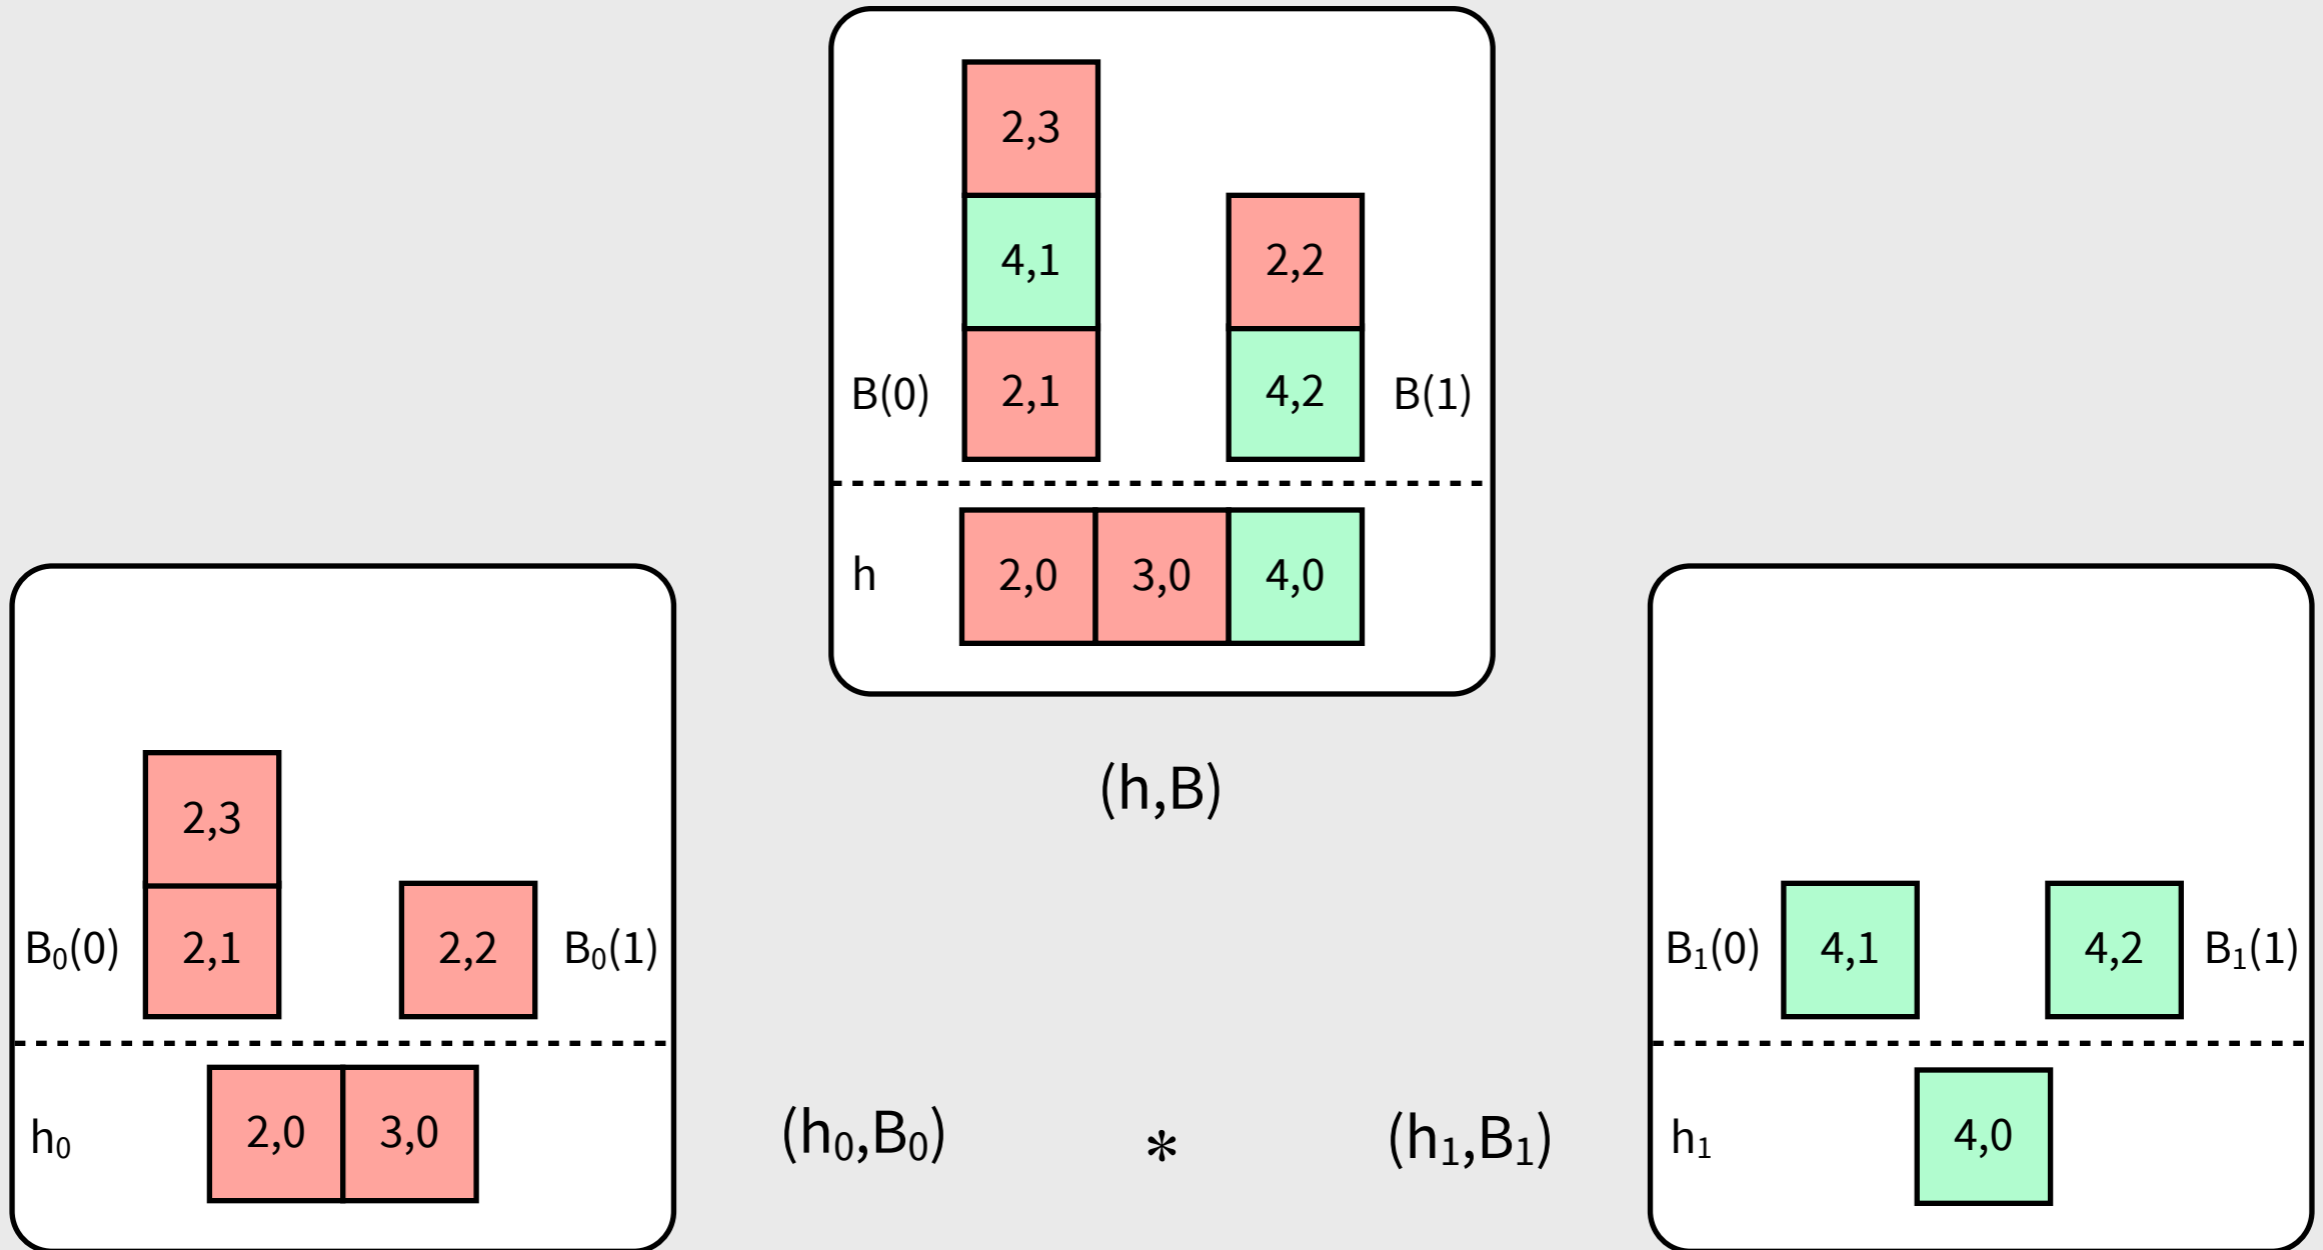 2,3
4,1 2,2
B(0) 2,1 4,2 B(1)
h 2,0 3,0 4,0
(h,B)
2,3
B₀(0) 2,1 2,2 B₀(1)
h₀ 2,0 3,0
(h₀,B₀) * (h₁,B₁)
B₁(0) 4,1 4,2 B₁(1)
h₁ 4,0